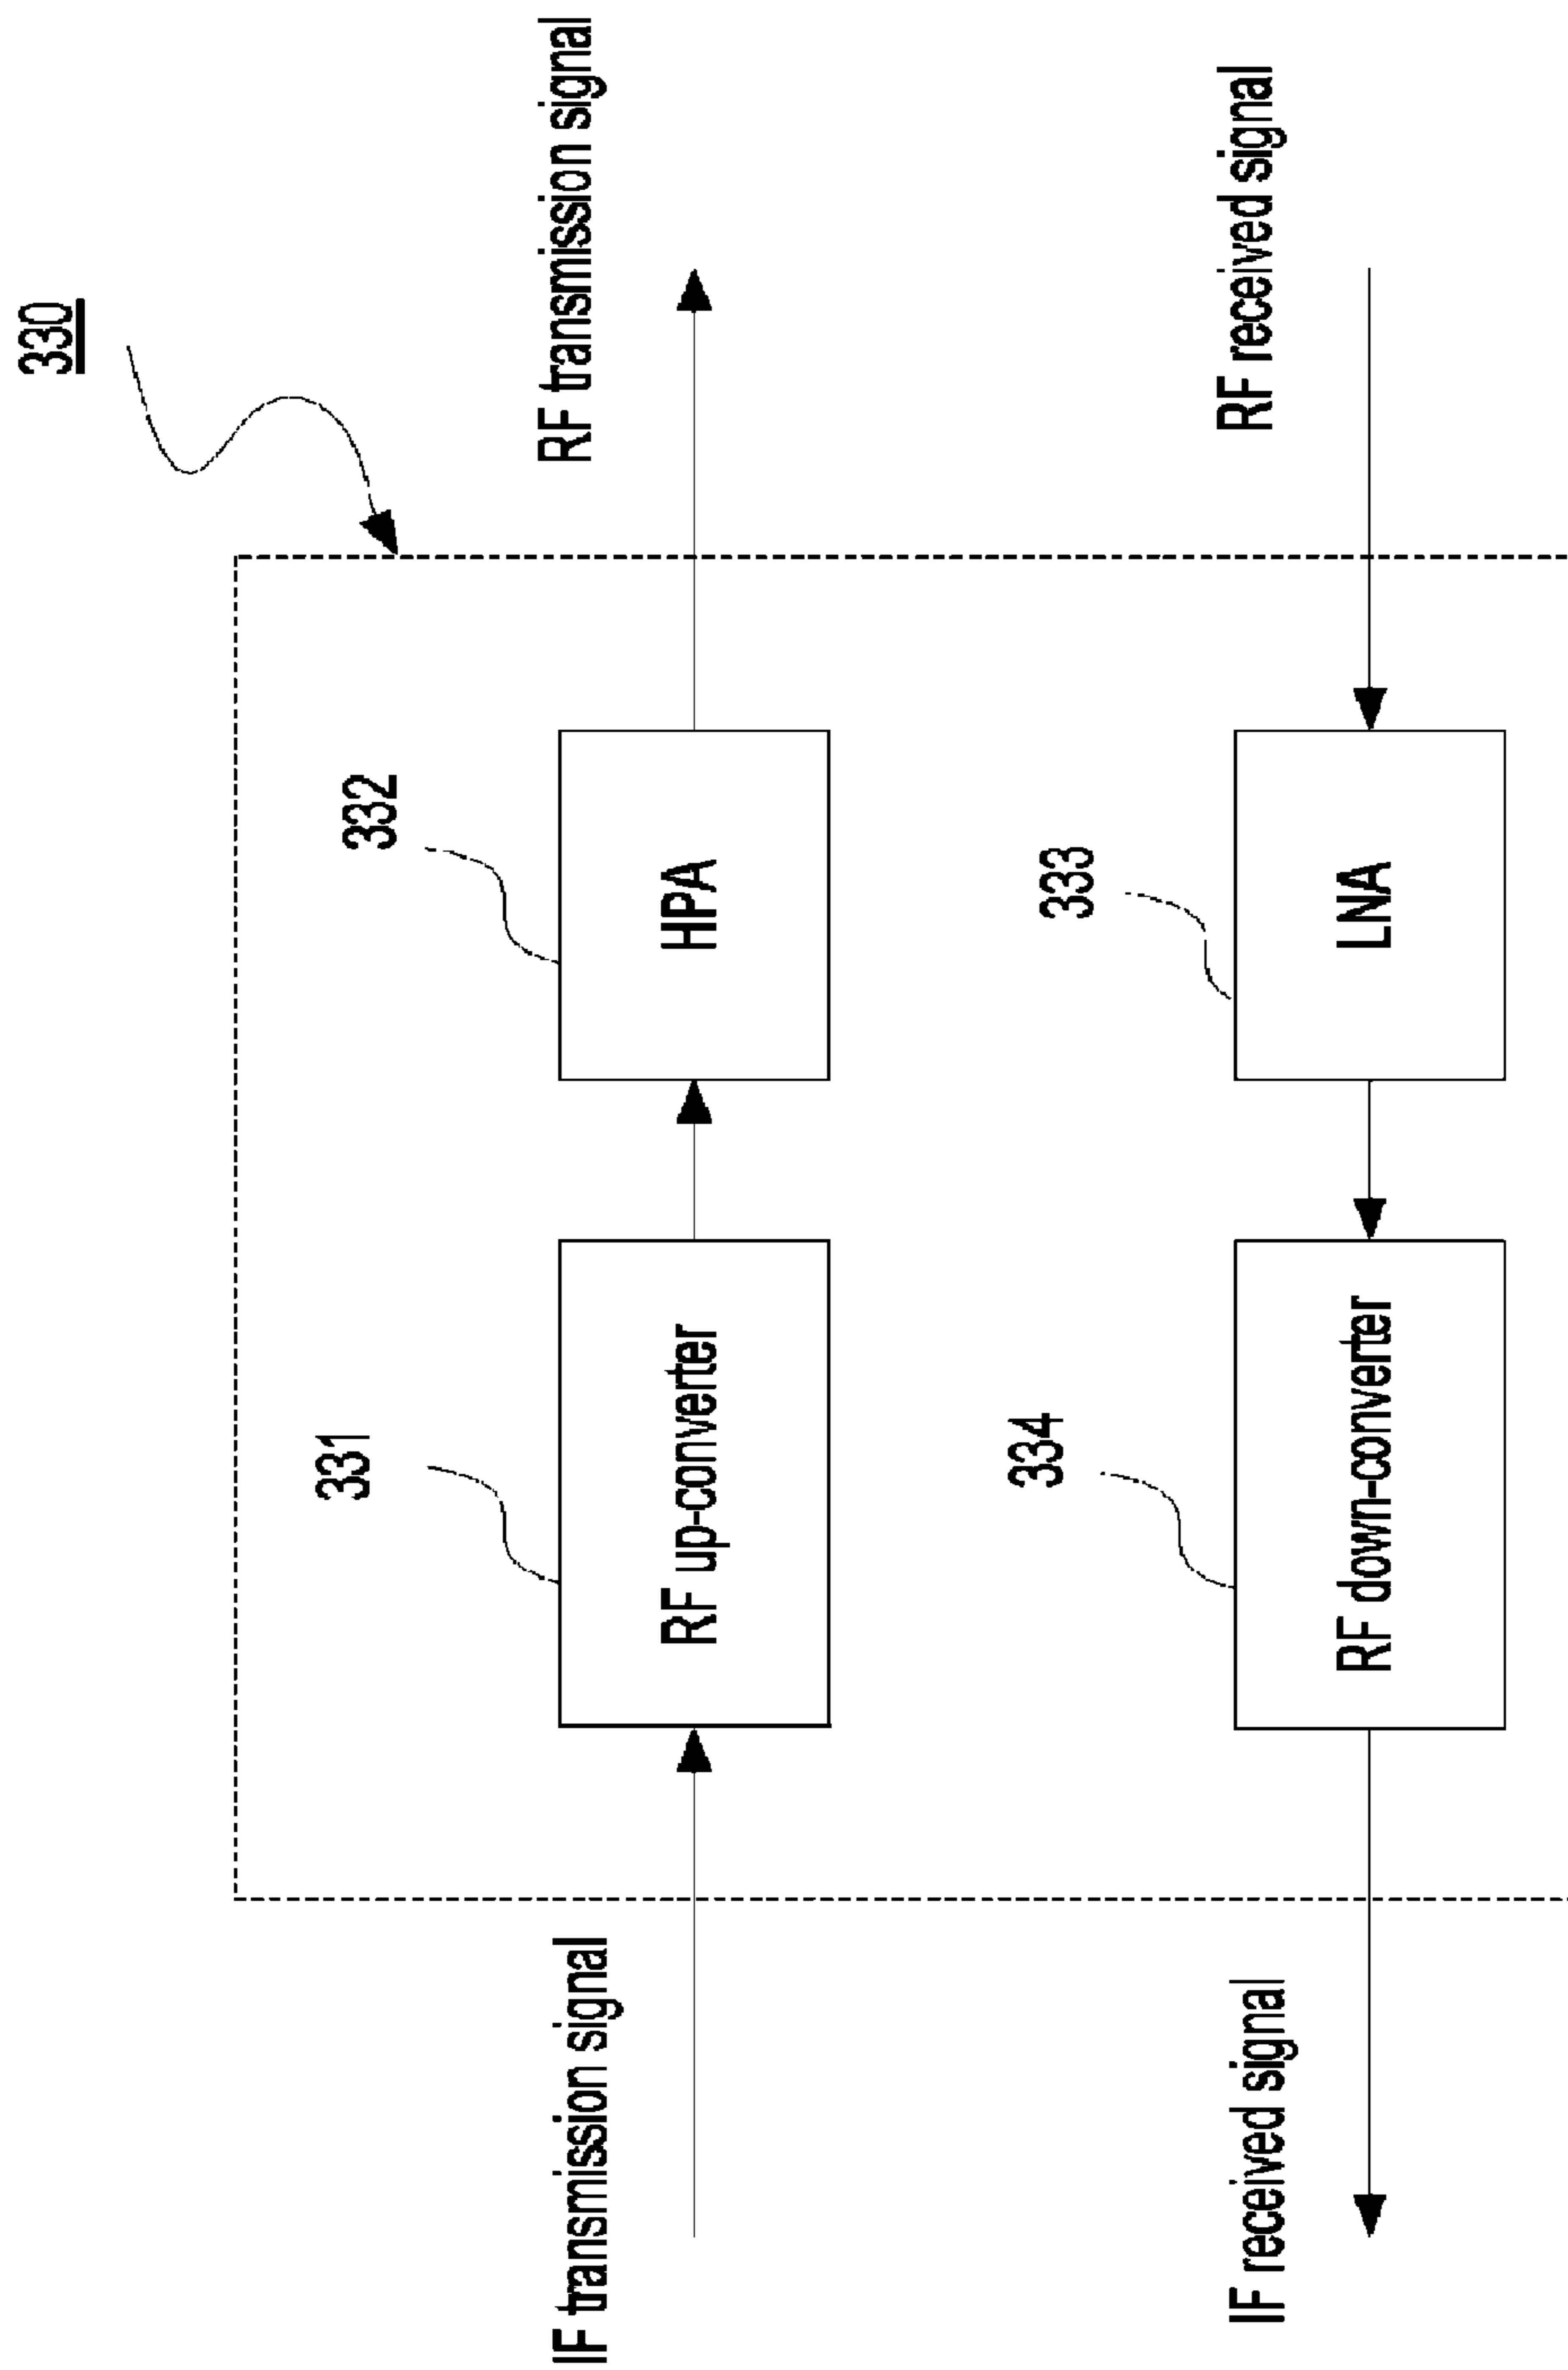 330
IF transmission signal
331
RF up-converter
332
HPA
RF transmission signal
IF received signal
334
RF down-converter
333
LNA
RF received signal